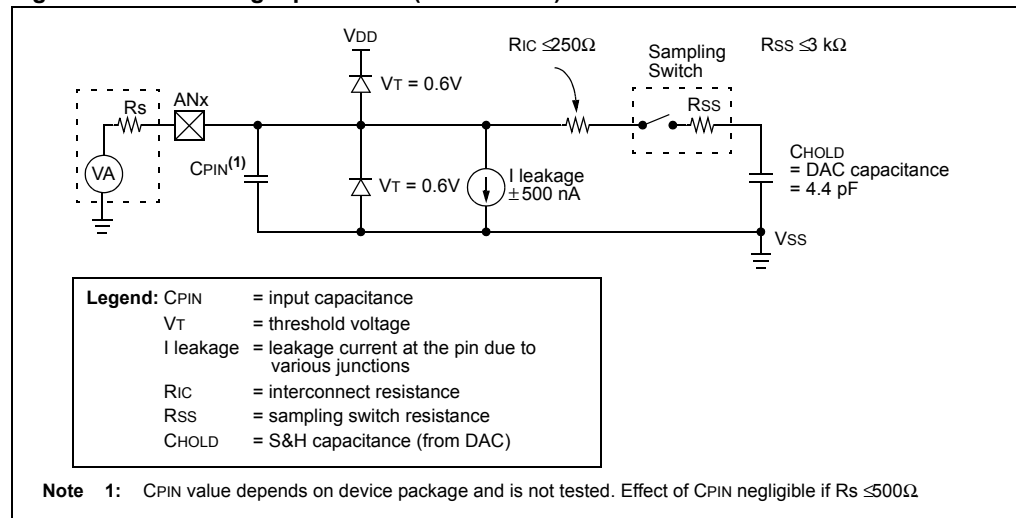 VDD
RIC ≤250Ω
Sampling
Switch
RSS ≤3 kΩ
VT = 0.6V
Rs
ANx
RSS
CPIN(1)
VA
VT = 0.6V
I leakage
±500 nA
CHOLD
= DAC capacitance
= 4.4 pF
VSS
Legend: CPIN = input capacitance
VT = threshold voltage
I leakage = leakage current at the pin due to
various junctions
RIC = interconnect resistance
RSS = sampling switch resistance
CHOLD = S&H capacitance (from DAC)
Note 1: CPIN value depends on device package and is not tested. Effect of CPIN negligible if Rs ≤500Ω